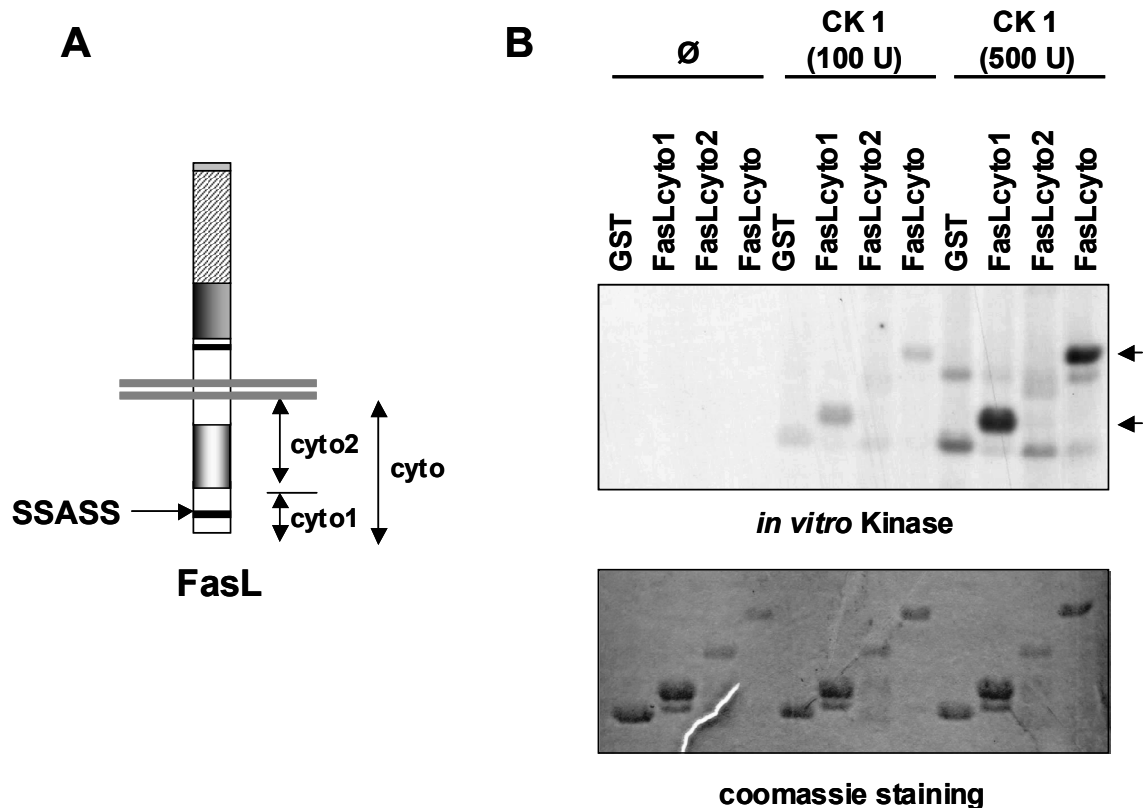 A
cyto2
cyto
cyto1
SSASS
FasL
B
Ø
CK 1
(100 U)
CK 1
(500 U)
GST
FasLcyto1
FasLcyto2
FasLcyto
GST
FasLcyto1
FasLcyto2
FasLcyto
GST
FasLcyto1
FasLcyto2
FasLcyto
in vitro Kinase
coomassie staining